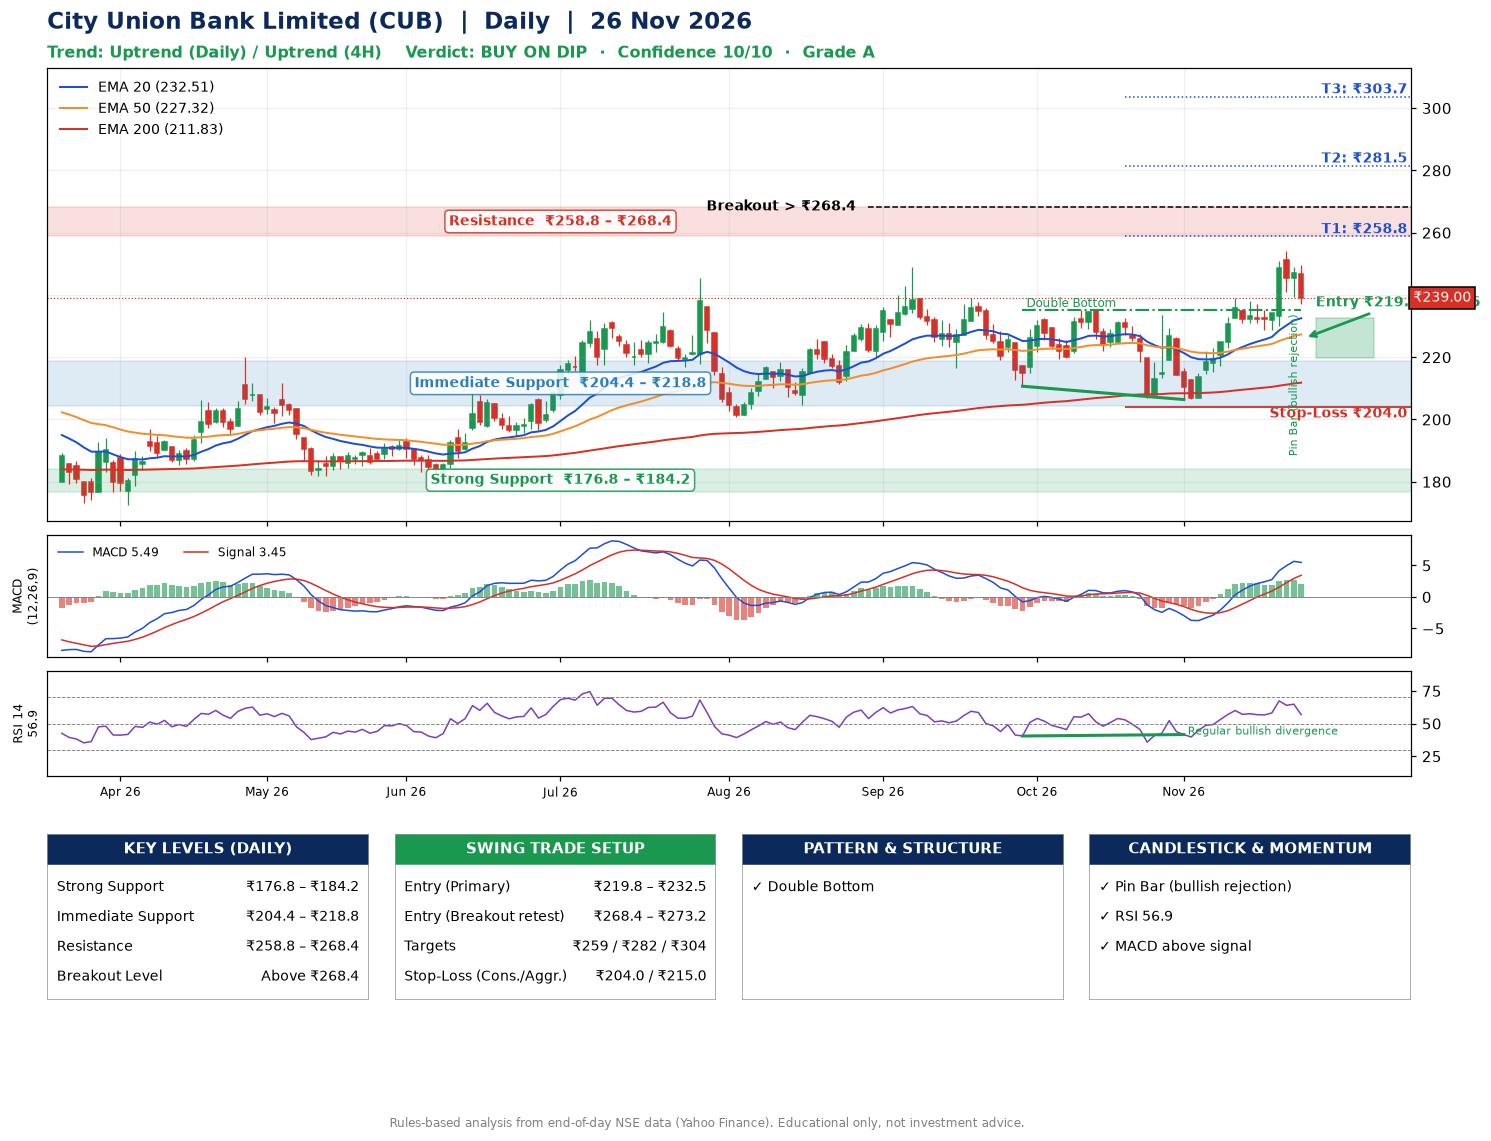 City Union Bank Limited (CUB) | Daily | 26 Nov 2026
Trend: Uptrend (Daily) / Uptrend (4H) Verdict: BUY ON DIP · Confidence 10/10 · Grade A
EMA 20 (232.51)
EMA 50 (227.32)
EMA 200 (211.83)
T3: ₹303.7
300
T2: ₹281.5
280
Breakout > ₹268.4
Resistance ₹258.8 – ₹268.4
T1: ₹258.8
260
Double Bottom
Entry ₹219.
₹239.00
220
Immediate Support ₹204.4 – ₹218.8
Pin Bar (bullish rejection)
Stop-Loss ₹204.0
200
Strong Support ₹176.8 – ₹184.2
180
MACD 5.49 Signal 3.45
MACD
(12,26,9)
5
0
−5
RSI 14
56.9
75
50
25
Regular bullish divergence
Apr 26 May 26 Jun 26 Jul 26 Aug 26 Sep 26 Oct 26 Nov 26
KEY LEVELS (DAILY)
Strong Support ₹176.8 – ₹184.2
Immediate Support ₹204.4 – ₹218.8
Resistance ₹258.8 – ₹268.4
Breakout Level Above ₹268.4
SWING TRADE SETUP
Entry (Primary) ₹219.8 – ₹232.5
Entry (Breakout retest) ₹268.4 – ₹273.2
Targets ₹259 / ₹282 / ₹304
Stop-Loss (Cons./Aggr.) ₹204.0 / ₹215.0
PATTERN & STRUCTURE
✓ Double Bottom
CANDLESTICK & MOMENTUM
✓ Pin Bar (bullish rejection)
✓ RSI 56.9
✓ MACD above signal
Rules-based analysis from end-of-day NSE data (Yahoo Finance). Educational only, not investment advice.